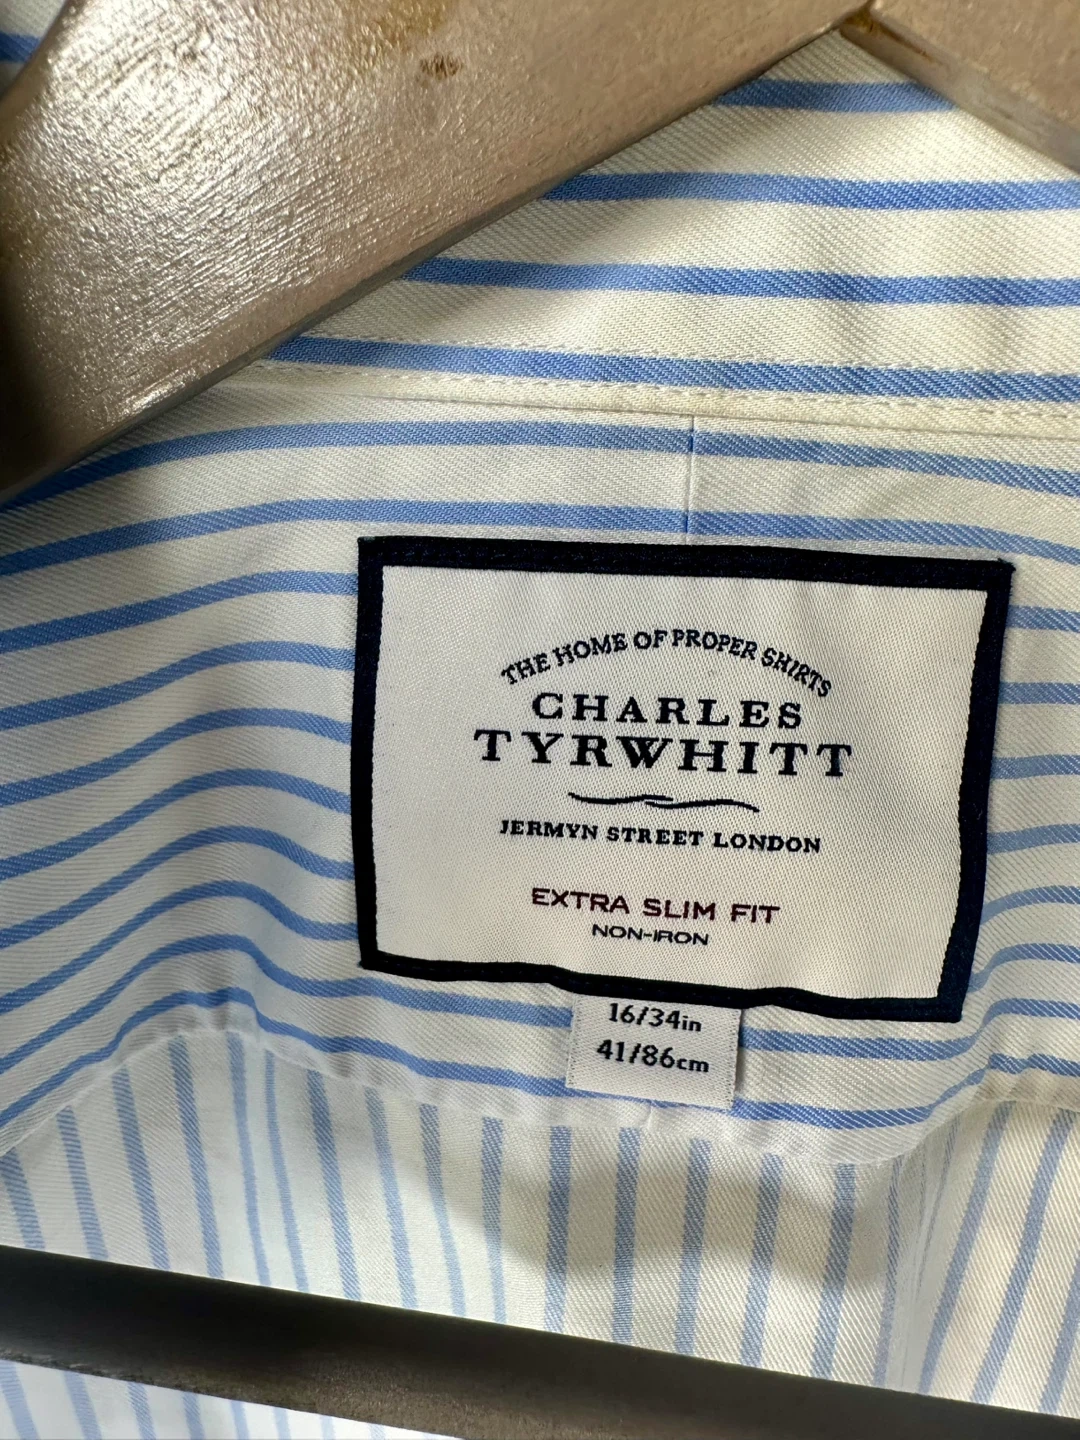 THE HOME OF PROPER SHIRTS
CHARLES
TYRWHITT
JERMYN STREET LONDON
EXTRA SLIM FIT
NON-IRON
16/34in
41/86cm